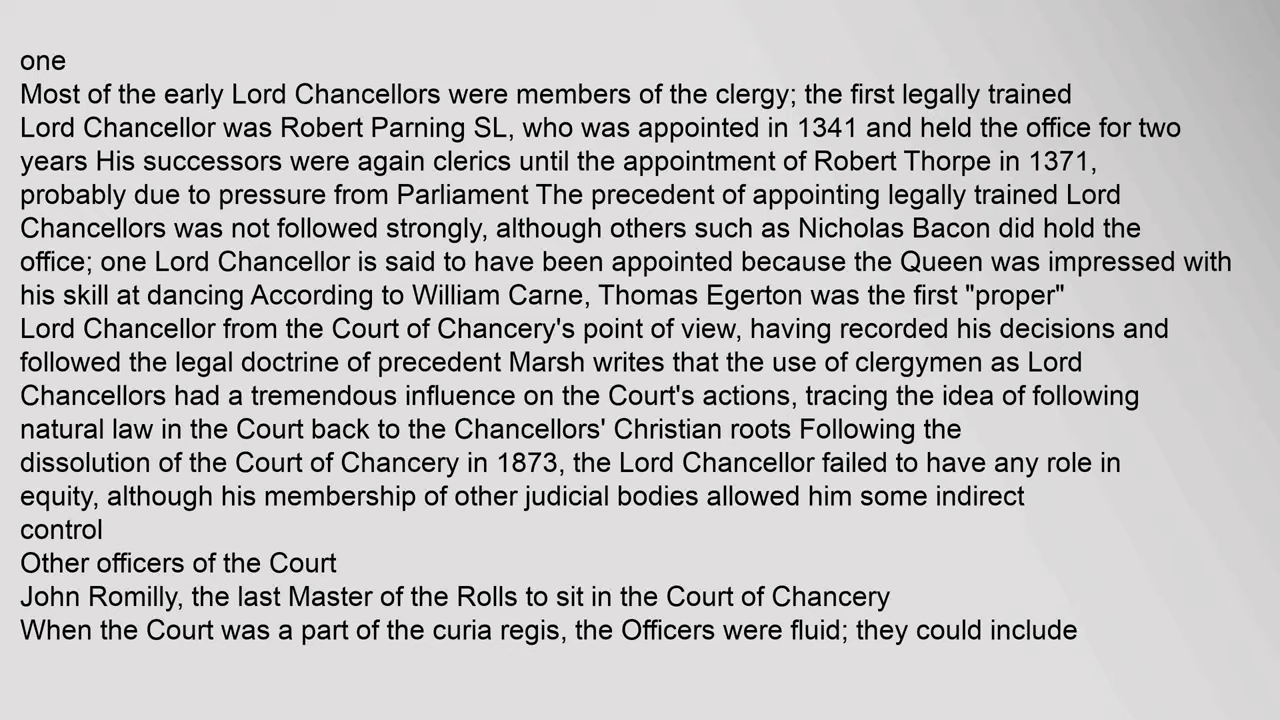 one
Most of the early Lord Chancellors were members of the clergy; the first legally trained
Lord Chancellor was Robert Parning SL, who was appointed in 1341 and held the office for two
years His successors were again clerics until the appointment of Robert Thorpe in 1371,
probably due to pressure from Parliament The precedent of appointing legally trained Lord
Chancellors was not followed strongly, although others such as Nicholas Bacon did hold the
office; one Lord Chancellor is said to have been appointed because the Queen was impressed with
his skill at dancing According to William Carne, Thomas Egerton was the first "proper"
Lord Chancellor from the Court of Chancery's point of view, having recorded his decisions and
followed the legal doctrine of precedent Marsh writes that the use of clergymen as Lord
Chancellors had a tremendous influence on the Court's actions, tracing the idea of following
natural law in the Court back to the Chancellors' Christian roots Following the
dissolution of the Court of Chancery in 1873, the Lord Chancellor failed to have any role in
equity, although his membership of other judicial bodies allowed him some indirect
control
Other officers of the Court
John Romilly, the last Master of the Rolls to sit in the Court of Chancery
When the Court was a part of the curia regis, the Officers were fluid; they could include